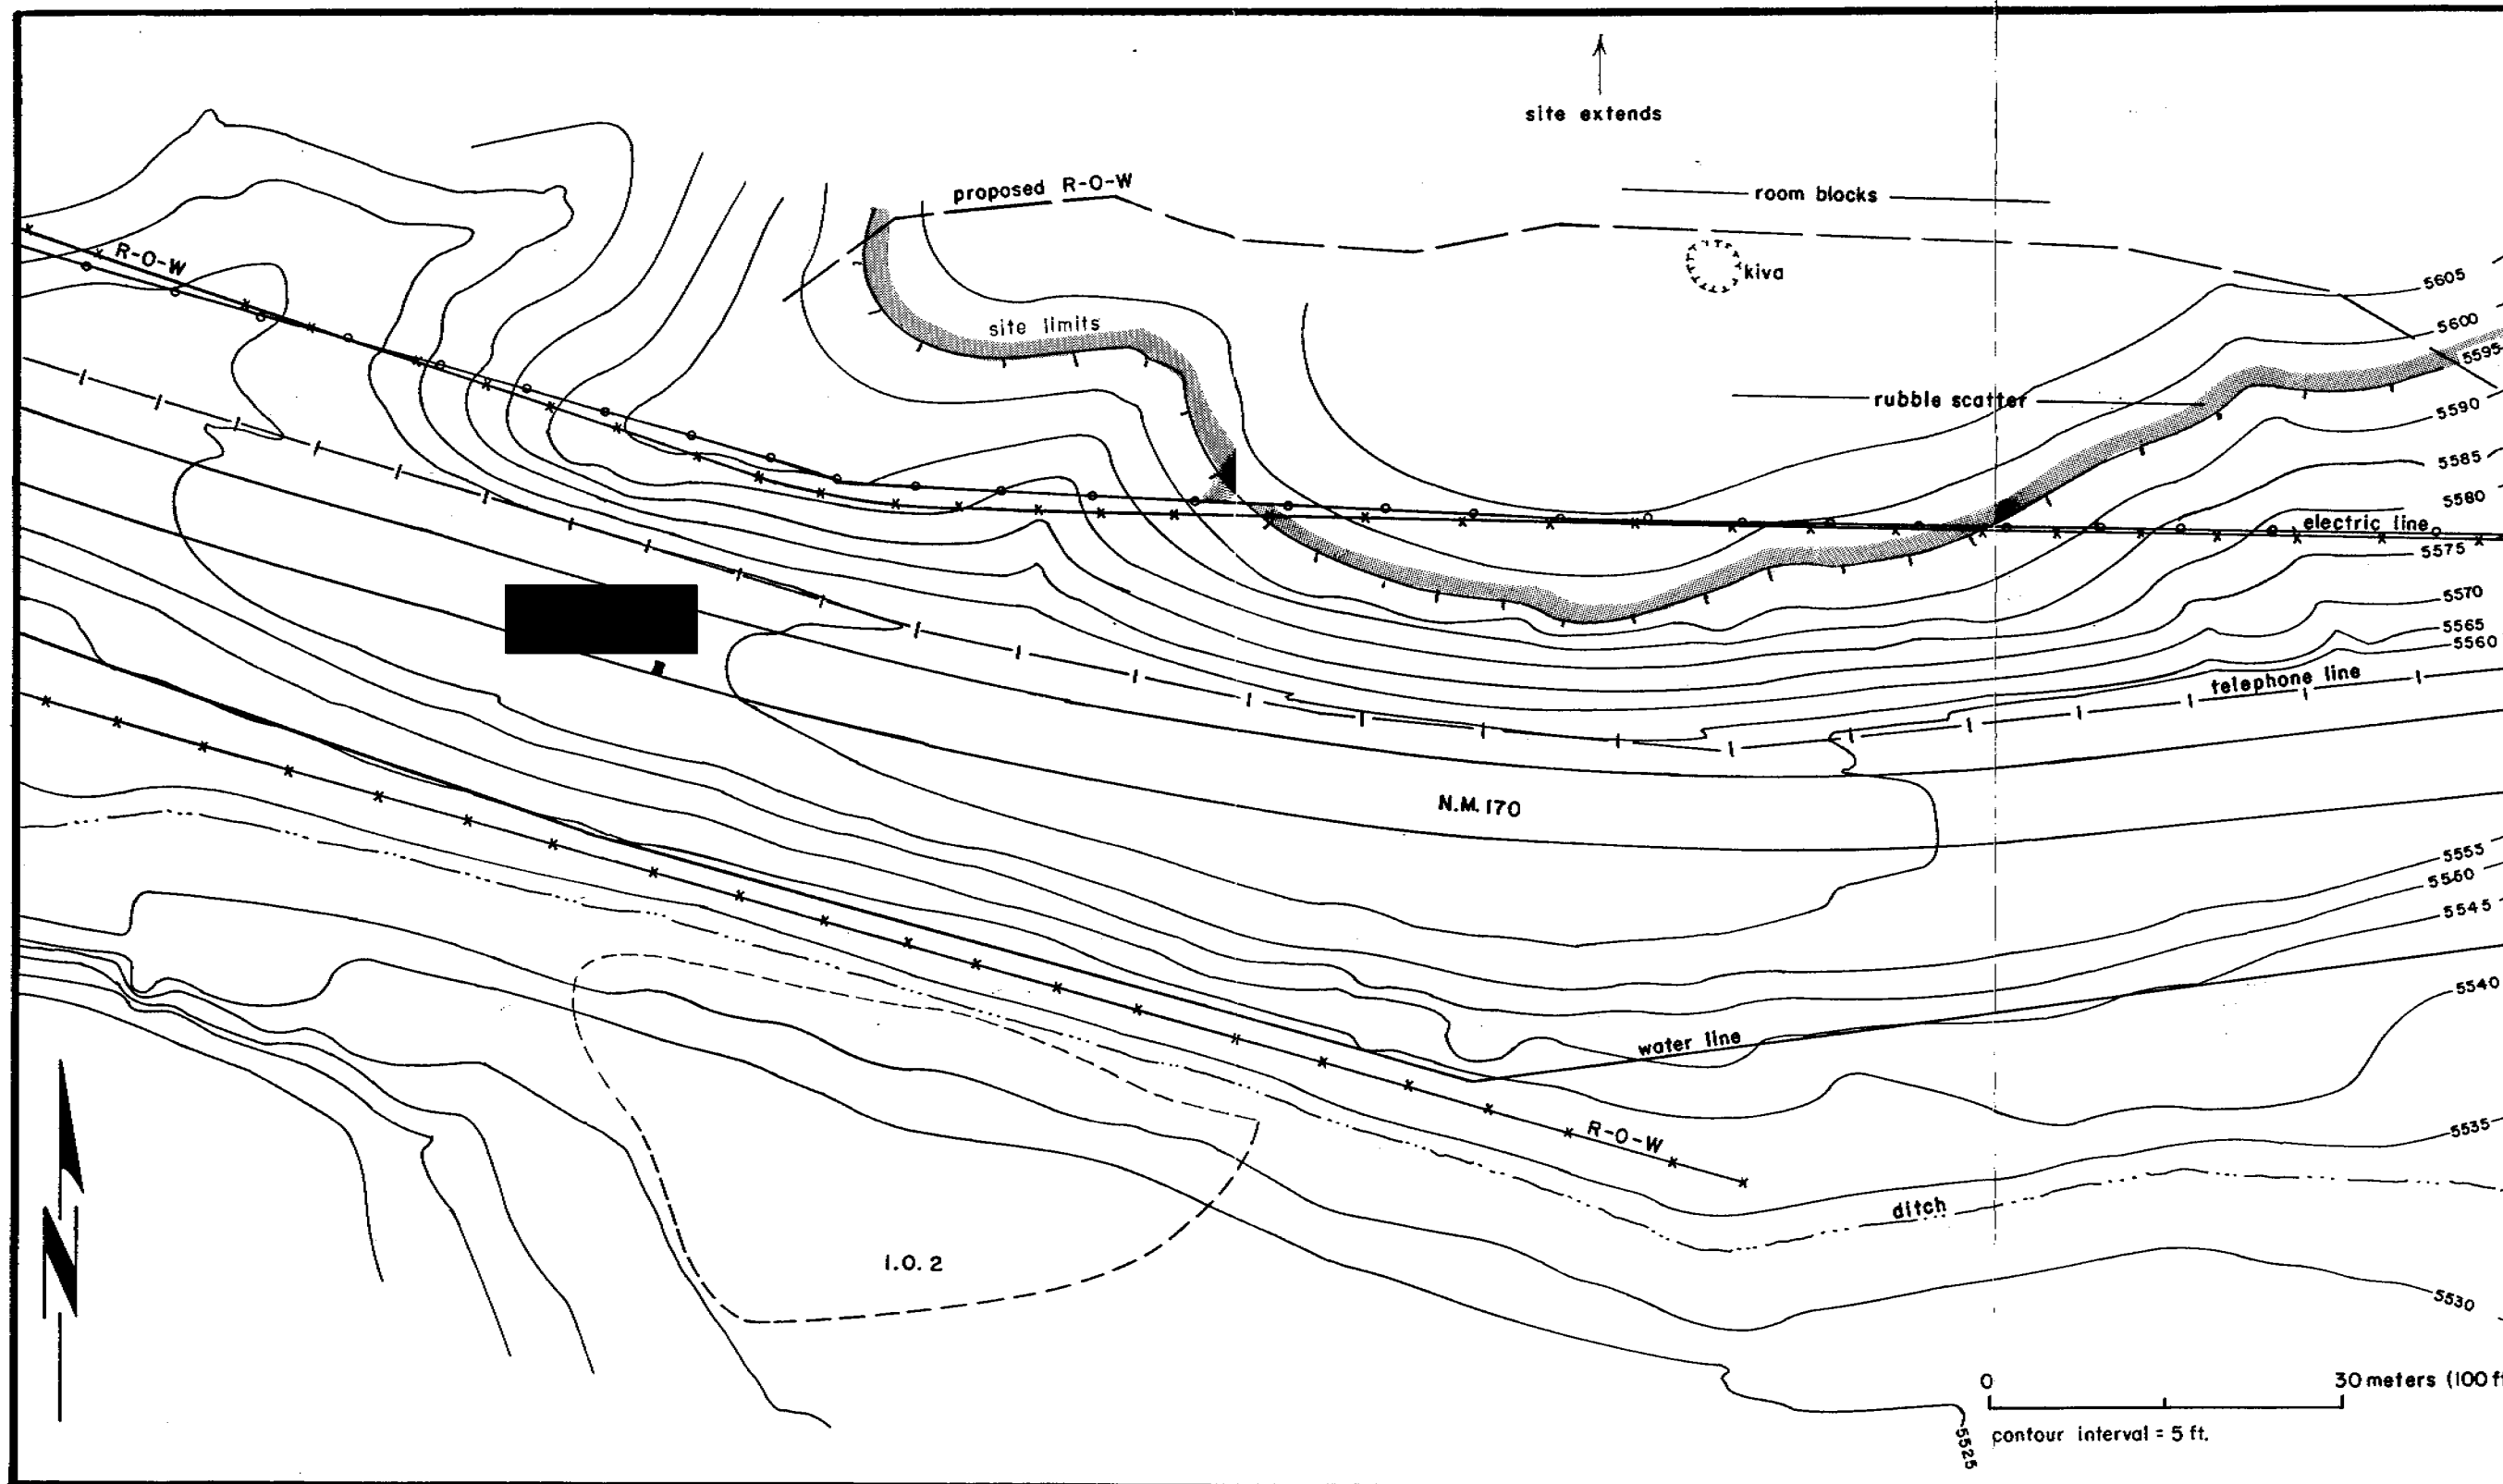 site extends
proposed R-O-W
room blocks
R-O-W
kiva
5605
site limits
5600
5595
rubble scatter
5590
5585
5580
electric line
5575
5570
5565
5560
telephone line
N.M. 170
5555
5550
5545
5540
water line
5535
R-O-W
ditch
I.O. 2
5530
N
0
30 meters (100 ft
5525
contour interval = 5 ft.